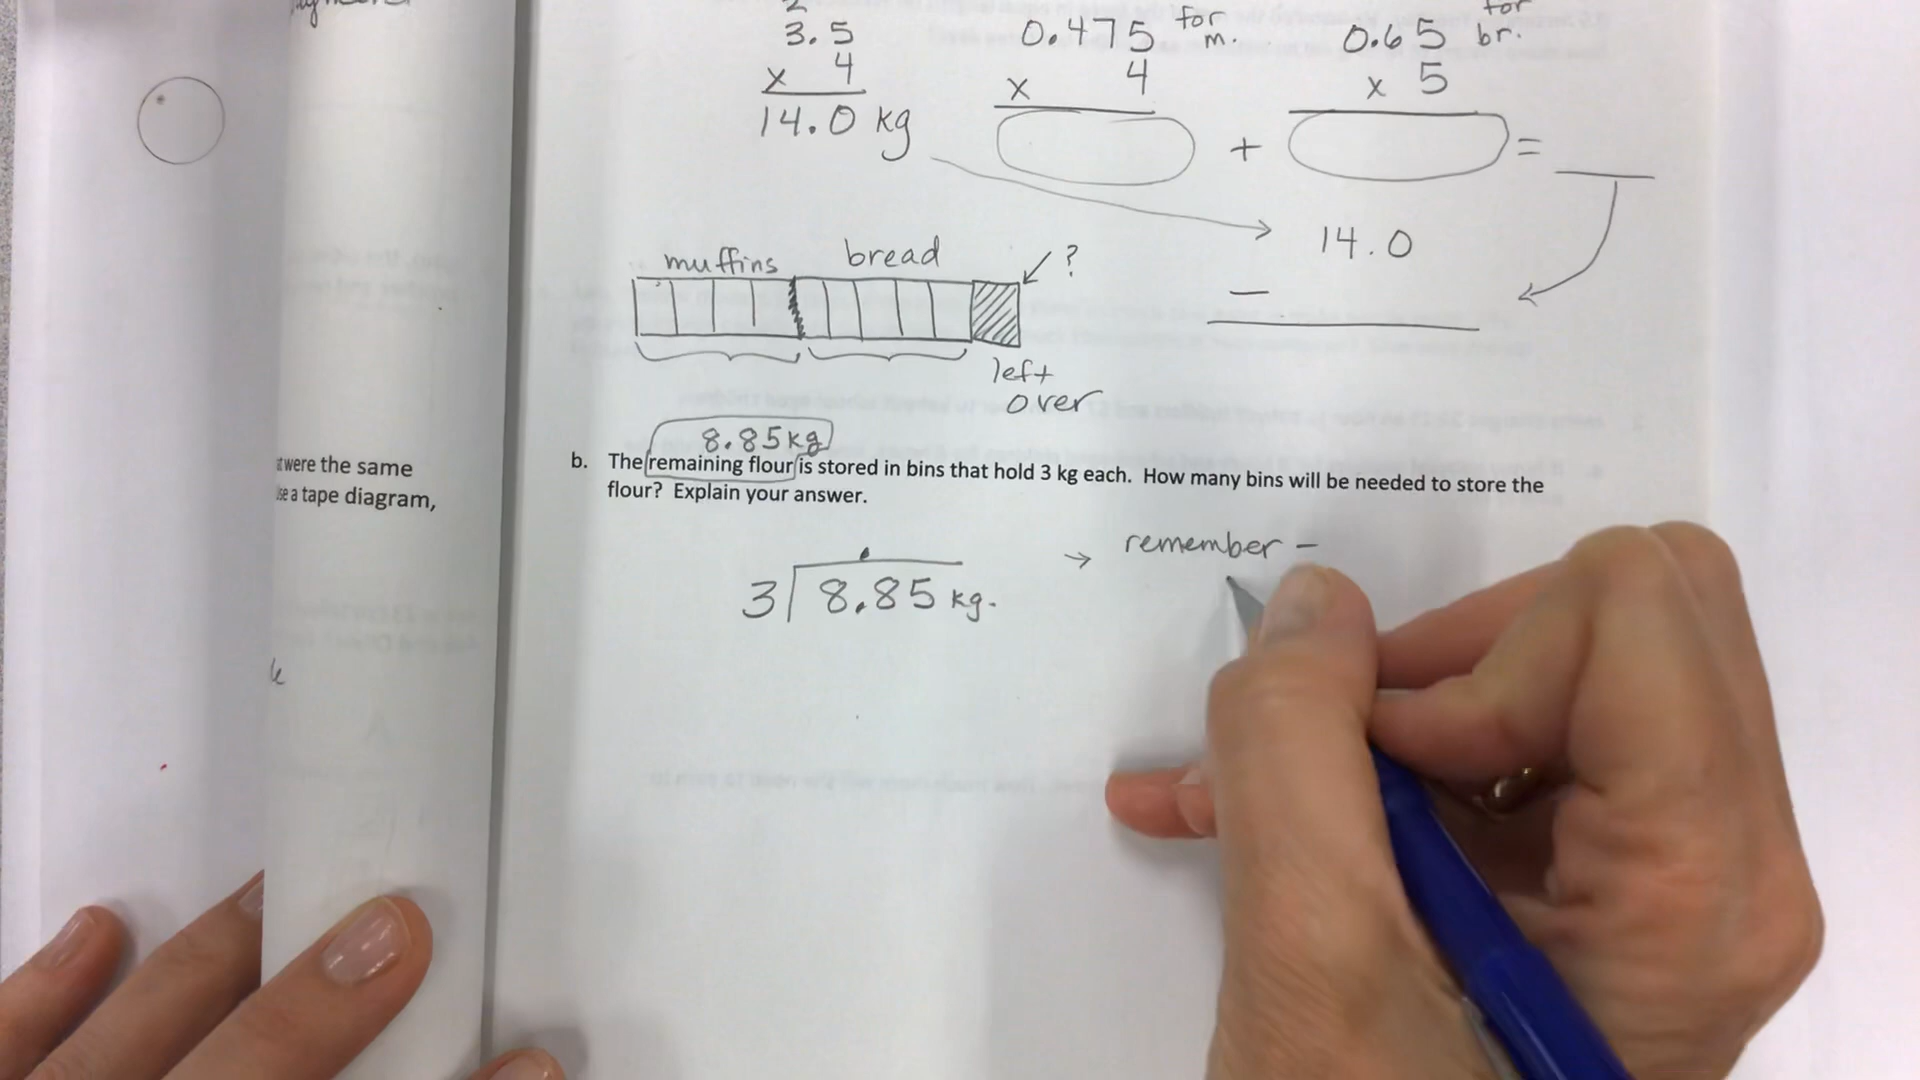 3.5
x 4
14.0 kg
0.475 for m.
x 4
+
0.65 for br.
x 5
=
14.0
–
muffins bread ?
left
over
8.85kg
b. The remaining flour is stored in bins that hold 3 kg each. How many bins will be needed to store the
flour? Explain your answer.
3 8.85 kg.
→ remember –
were the same
a tape diagram,